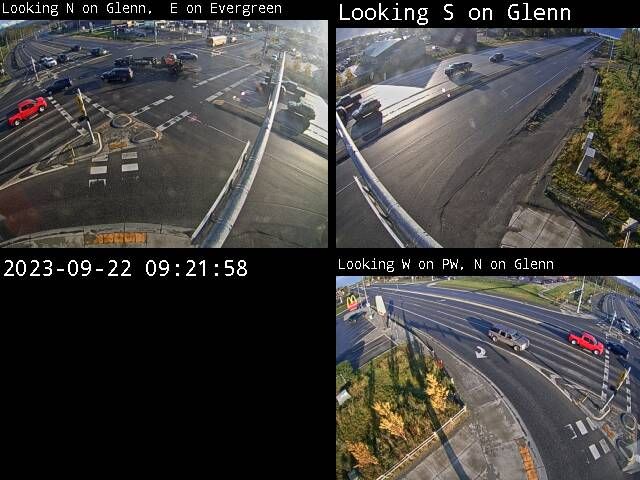 Looking N on Glenn,  E on Evergreen
Looking S on Glenn
2023-09-22 09:21:58
Looking W on PW, N on Glenn